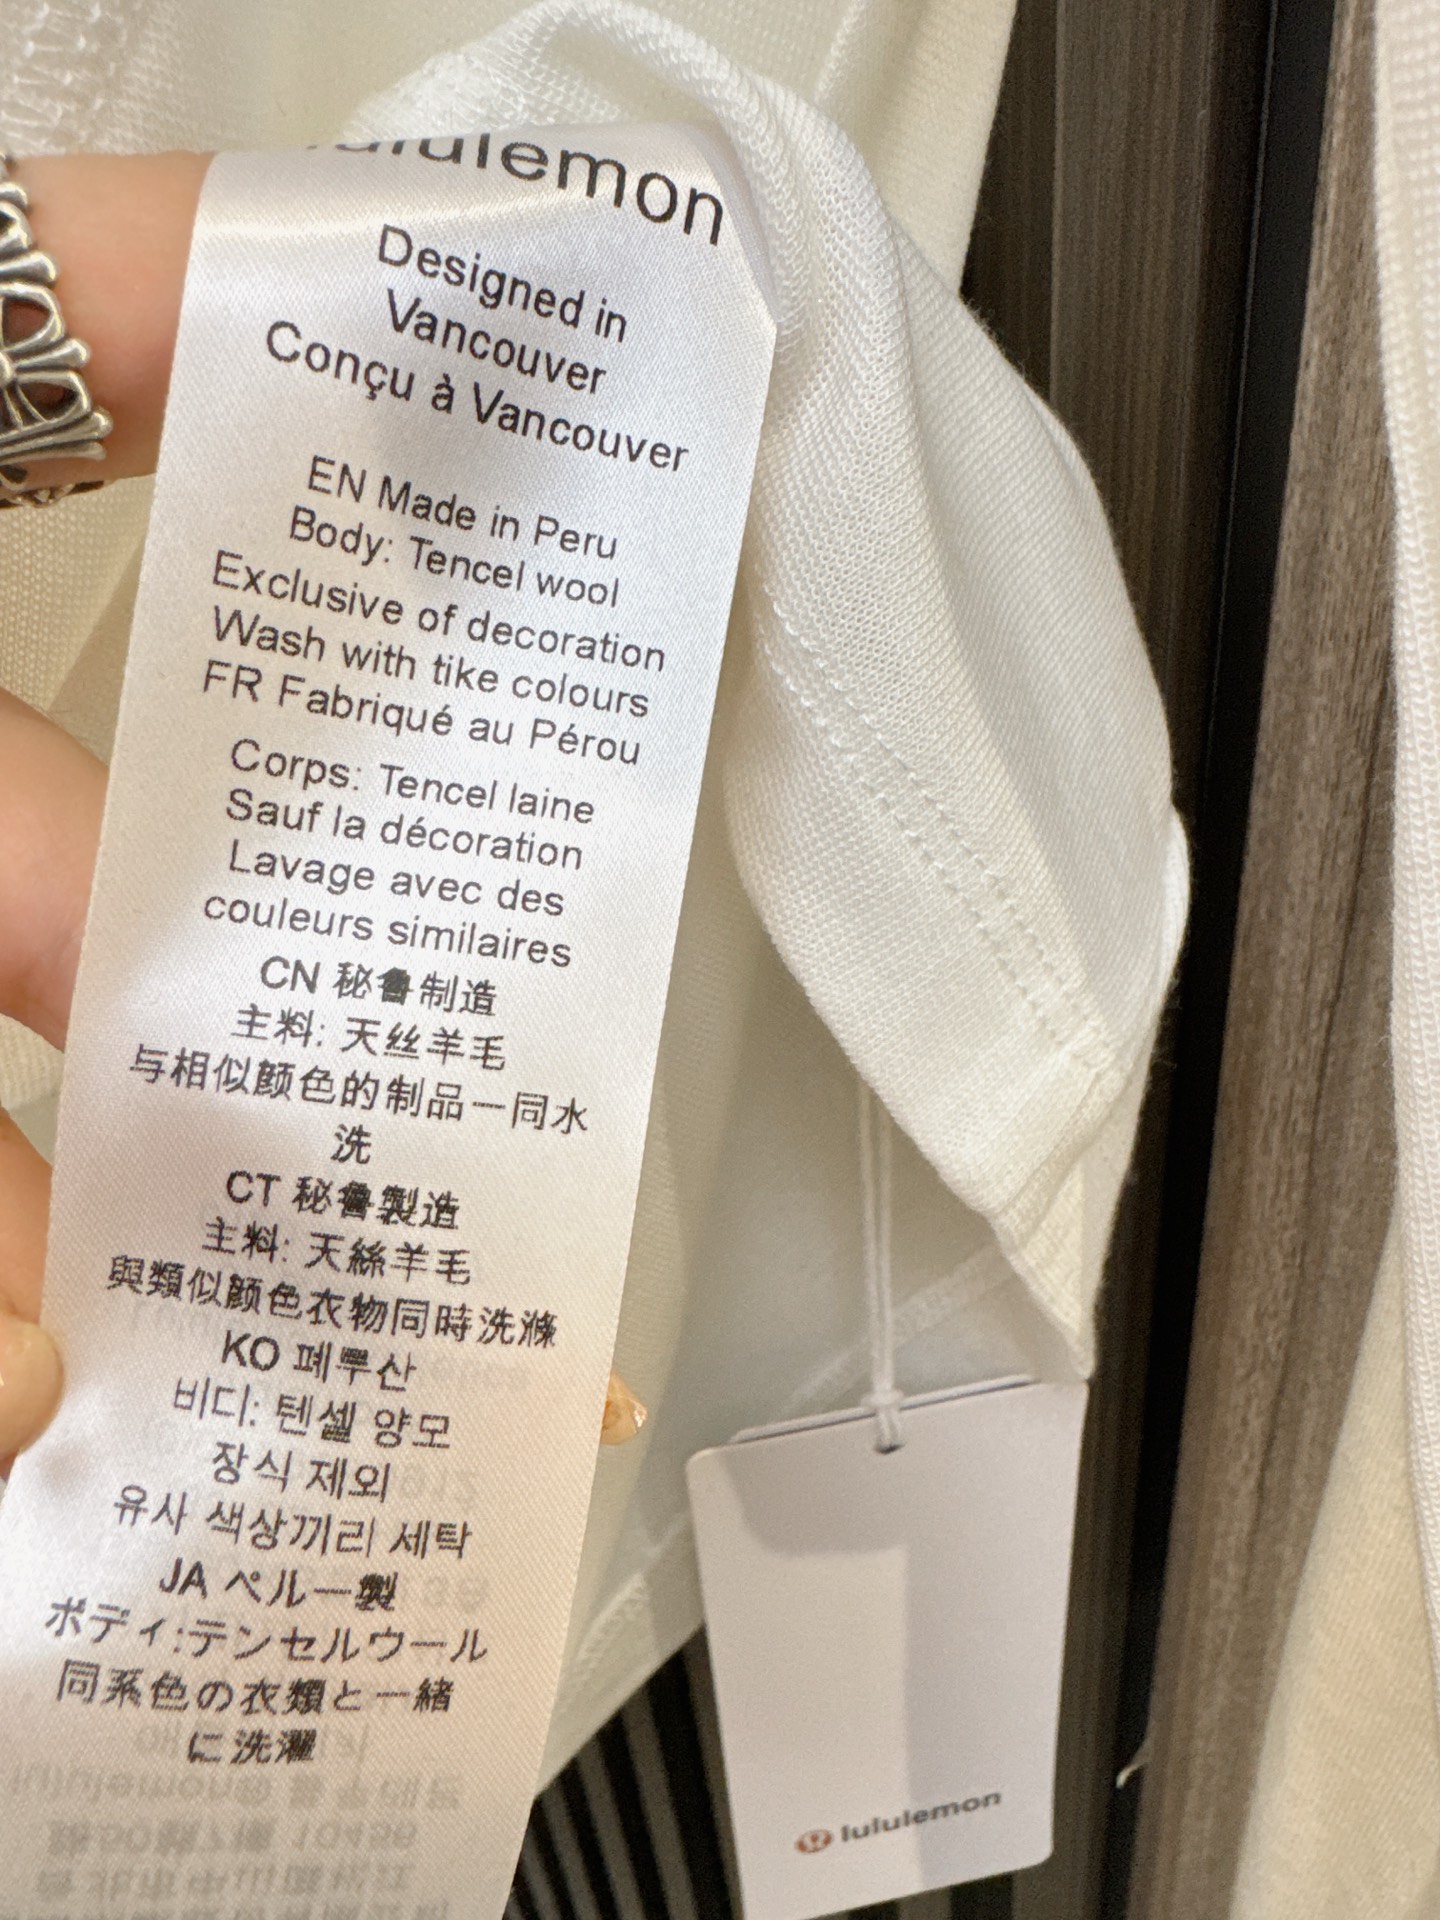 lululemon
Designed in
Vancouver
Conçu à Vancouver
EN Made in Peru
Body: Tencel wool
Exclusive of decoration
Wash with tike colours
FR Fabriqué au Pérou
Corps: Tencel laine
Sauf la décoration
Lavage avec des
couleurs similaires
CN 秘鲁制造
主料: 天丝羊毛
与相似颜色的制品一同水
洗
CT 秘魯製造
主料: 天絲羊毛
與類似颜色衣物同時洗滌
KO 페루산
비디: 텐셀 양모
장식 제외
유사 색상끼리 세탁
JA ペルー製
ボディ:テンセルウール
同系色の衣類と一緒
に洗濯
lululemon